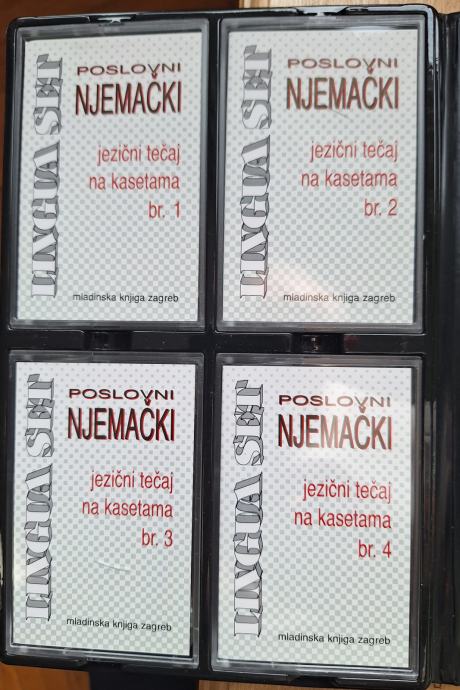 LINGUA SET
POSLOVNI
NJEMAČKI
jezični tečaj
na kasetama
br. 1
mladinska knjiga zagreb
LINGUA SET
POSLOVNI
NJEMAČKI
jezični tečaj
na kasetama
br. 2
mladinska knjiga zagreb
LINGUA SET
POSLOVNI
NJEMAČKI
jezični tečaj
na kasetama
br. 3
mladinska knjiga zagreb
LINGUA SET
POSLOVNI
NJEMAČKI
jezični tečaj
na kasetama
br. 4
mladinska knjiga zagreb